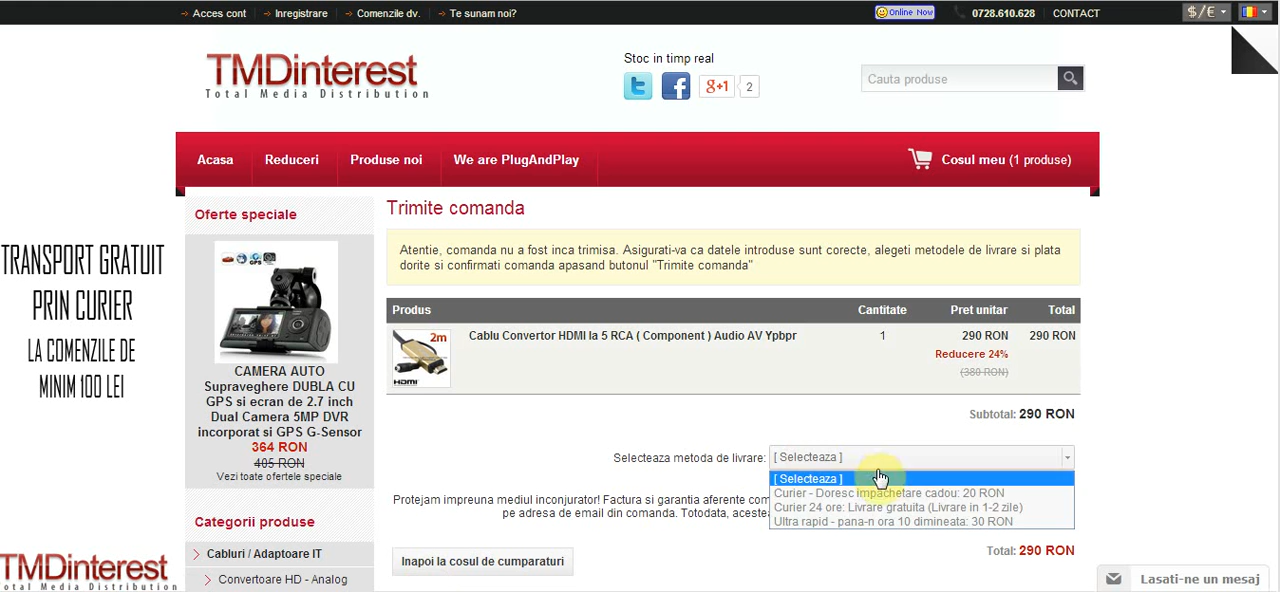 Acces cont
Inregistrare
Comenzile dv.
Te sunam noi?
Online Now
0728.610.628
CONTACT
$/€
TMDinterest
Total Media Distribution
Stoc in timp real
g+1
2
Cauta produse
Acasa
Reduceri
Produse noi
We are PlugAndPlay
Cosul meu (1 produse)
TRANSPORT GRATUIT
PRIN CURIER
LA COMENZILE DE
MINIM 100 LEI
Oferte speciale
CAMERA AUTO
Supraveghere DUBLA CU
GPS si ecran de 2.7 inch
Dual Camera 5MP DVR
incorporat si GPS G-Sensor
364 RON
405 RON
Vezi toate ofertele speciale
Categorii produse
Cabluri / Adaptoare IT
Convertoare HD - Analog
Trimite comanda
Atentie, comanda nu a fost inca trimisa. Asigurati-va ca datele introduse sunt corecte, alegeti metodele de livrare si plata
dorite si confirmati comanda apasand butonul "Trimite comanda"
Produs
Cantitate
Pret unitar
Total
2m
HDMI
Cablu Convertor HDMI la 5 RCA ( Component ) Audio AV Ypbpr
1
290 RON
290 RON
Reducere 24%
(380 RON)
Subtotal: 290 RON
Selecteaza metoda de livrare:
[ Selecteaza ]
[ Selecteaza ]
Curier - Doresc impachetare cadou: 20 RON
Curier 24 ore: Livrare gratuita (Livrare in 1-2 zile)
Ultra rapid - pana-n ora 10 dimineata: 30 RON
Protejam impreuna mediul inconjurator! Factura si garantia aferente com
pe adresa de email din comanda. Totodata, aceste
Total: 290 RON
Inapoi la cosul de cumparaturi
TMDinterest
Total Media Distribution
Lasati-ne un mesaj